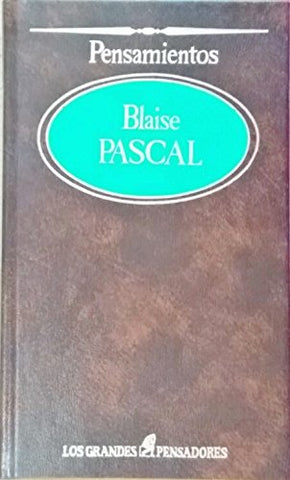 Pensamientos
Blaise
PASCAL
LOS GRANDES PENSADORES